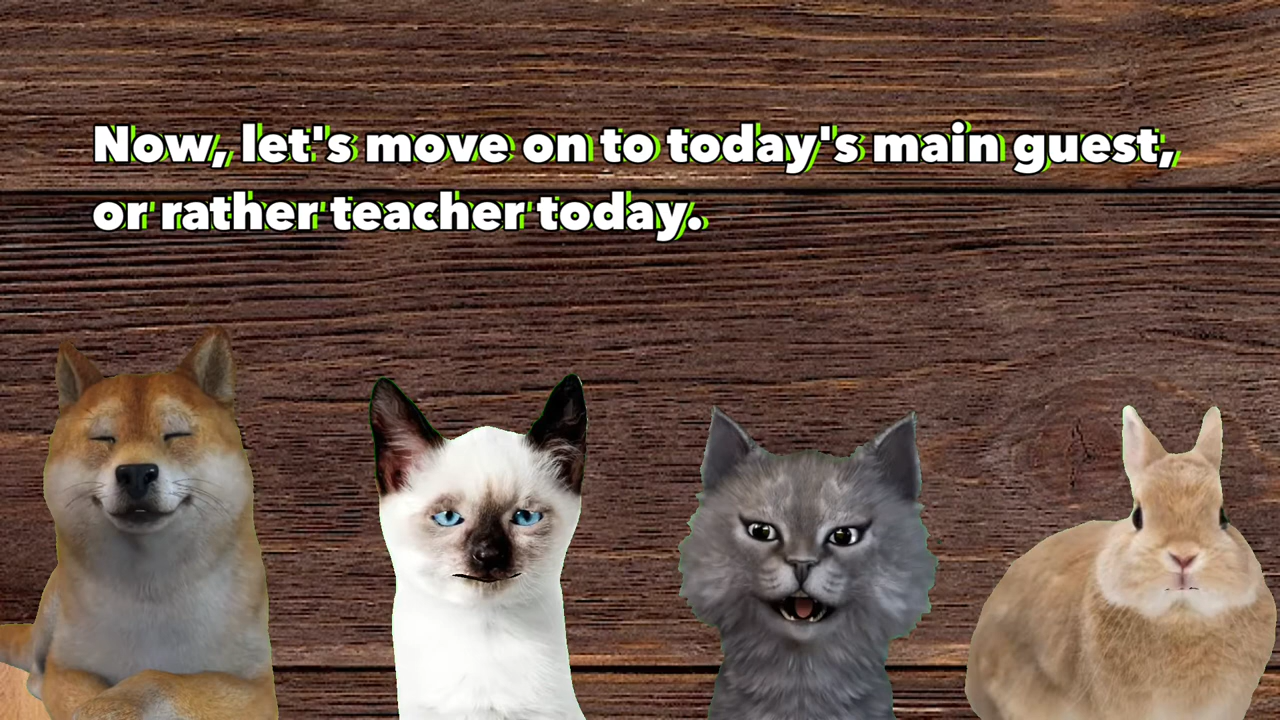 Now, let's move on to today's main guest,
or rather teacher today.